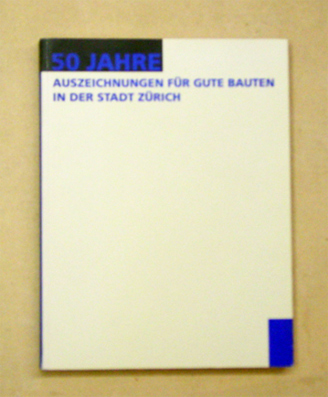 50 JAHRE
AUSZEICHNUNGEN FÜR GUTE BAUTEN
IN DER STADT ZÜRICH